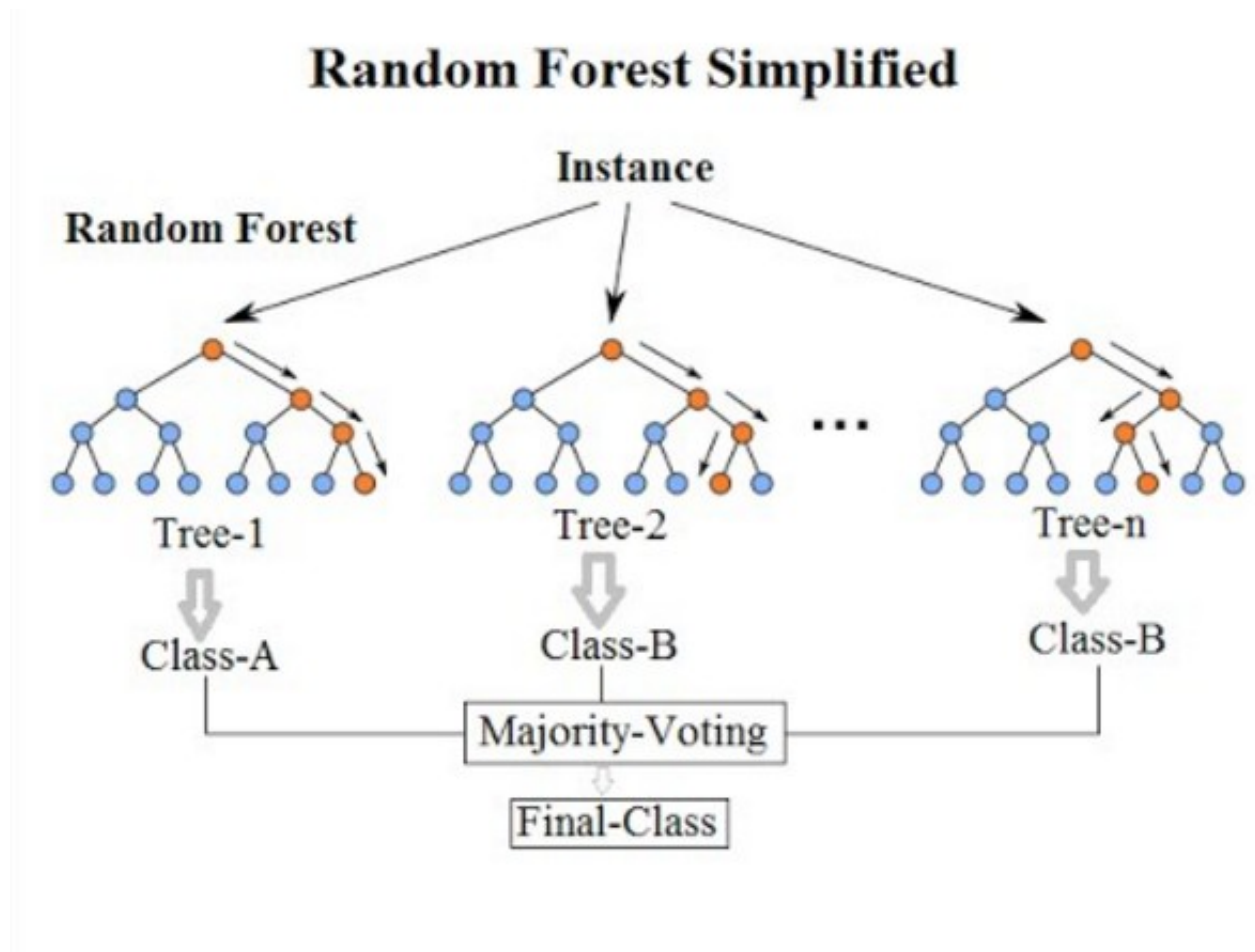 Random Forest Simplified
Instance
Random Forest
...
Tree-1
Tree-2
Tree-n
Class-A
Class-B
Class-B
Majority-Voting
Final-Class